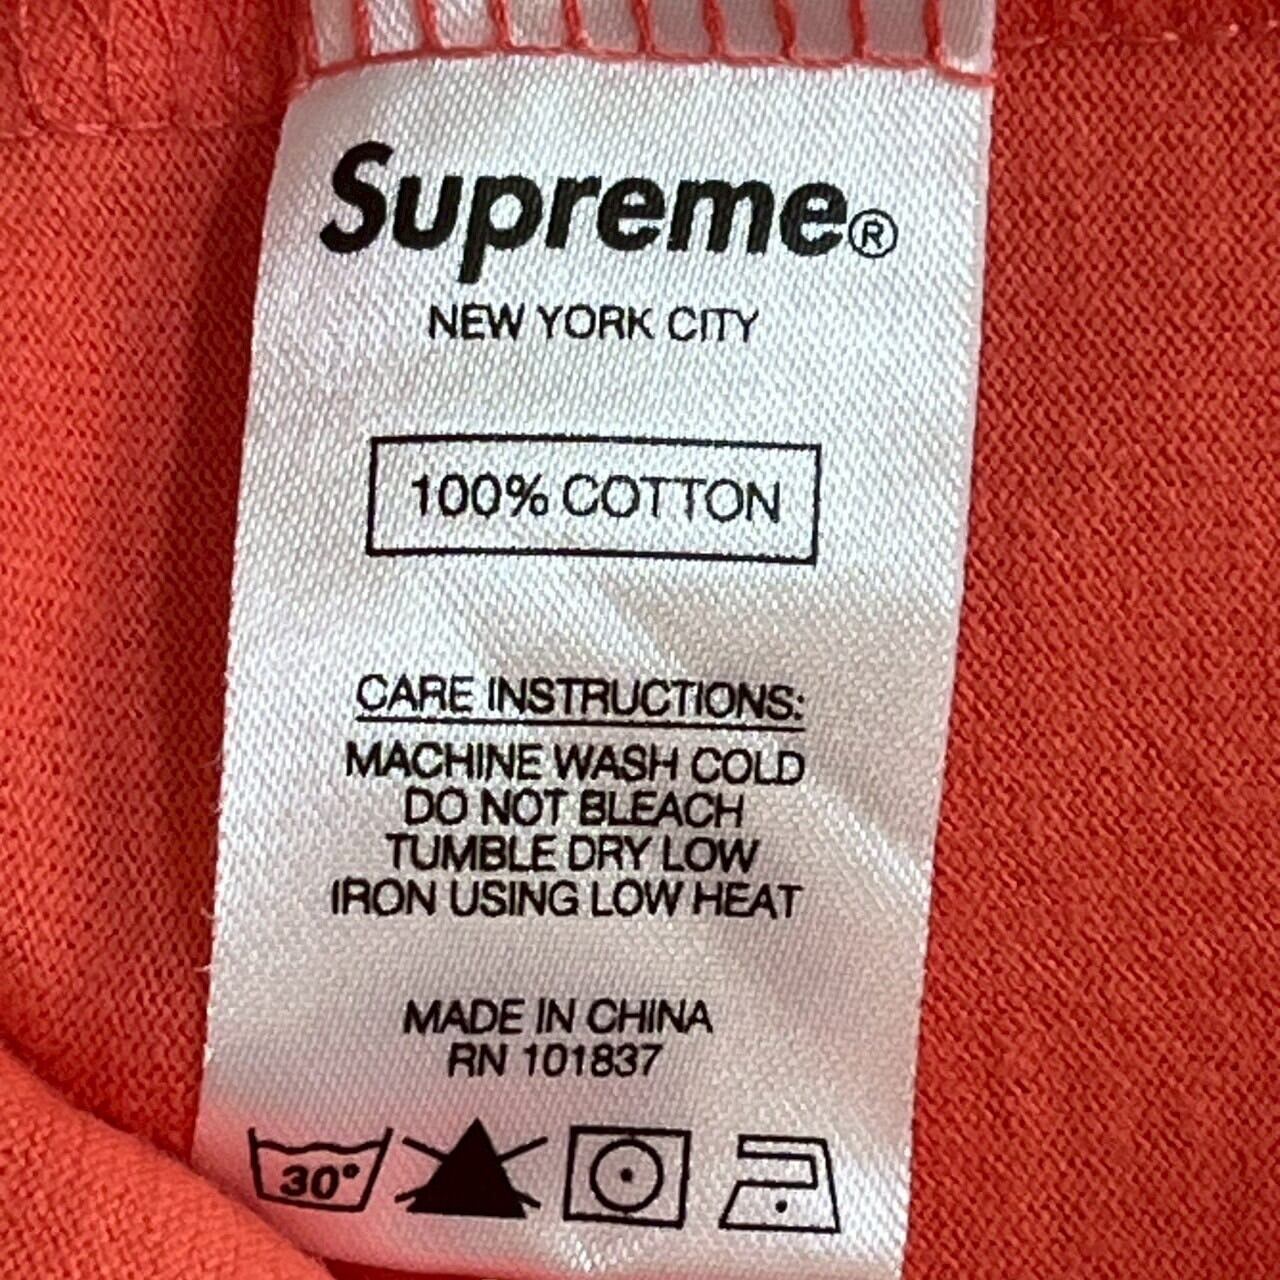 Supreme®
NEW YORK CITY
100% COTTON
CARE INSTRUCTIONS:
MACHINE WASH COLD
DO NOT BLEACH
TUMBLE DRY LOW
IRON USING LOW HEAT
MADE IN CHINA
RN 101837
30°